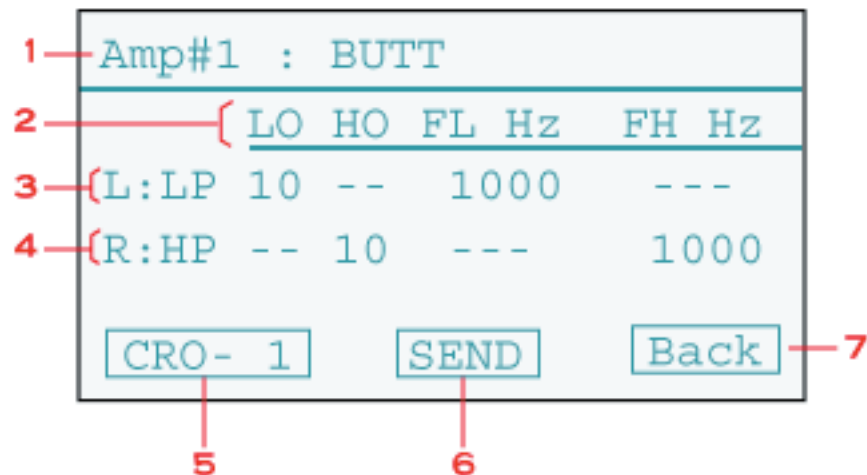 1 Amp#1 : BUTT
2 LO HO FL Hz FH Hz
3 L:LP 10 -- 1000 ---
4 R:HP -- 10 --- 1000
CRO- 1 SEND Back 7
5 6